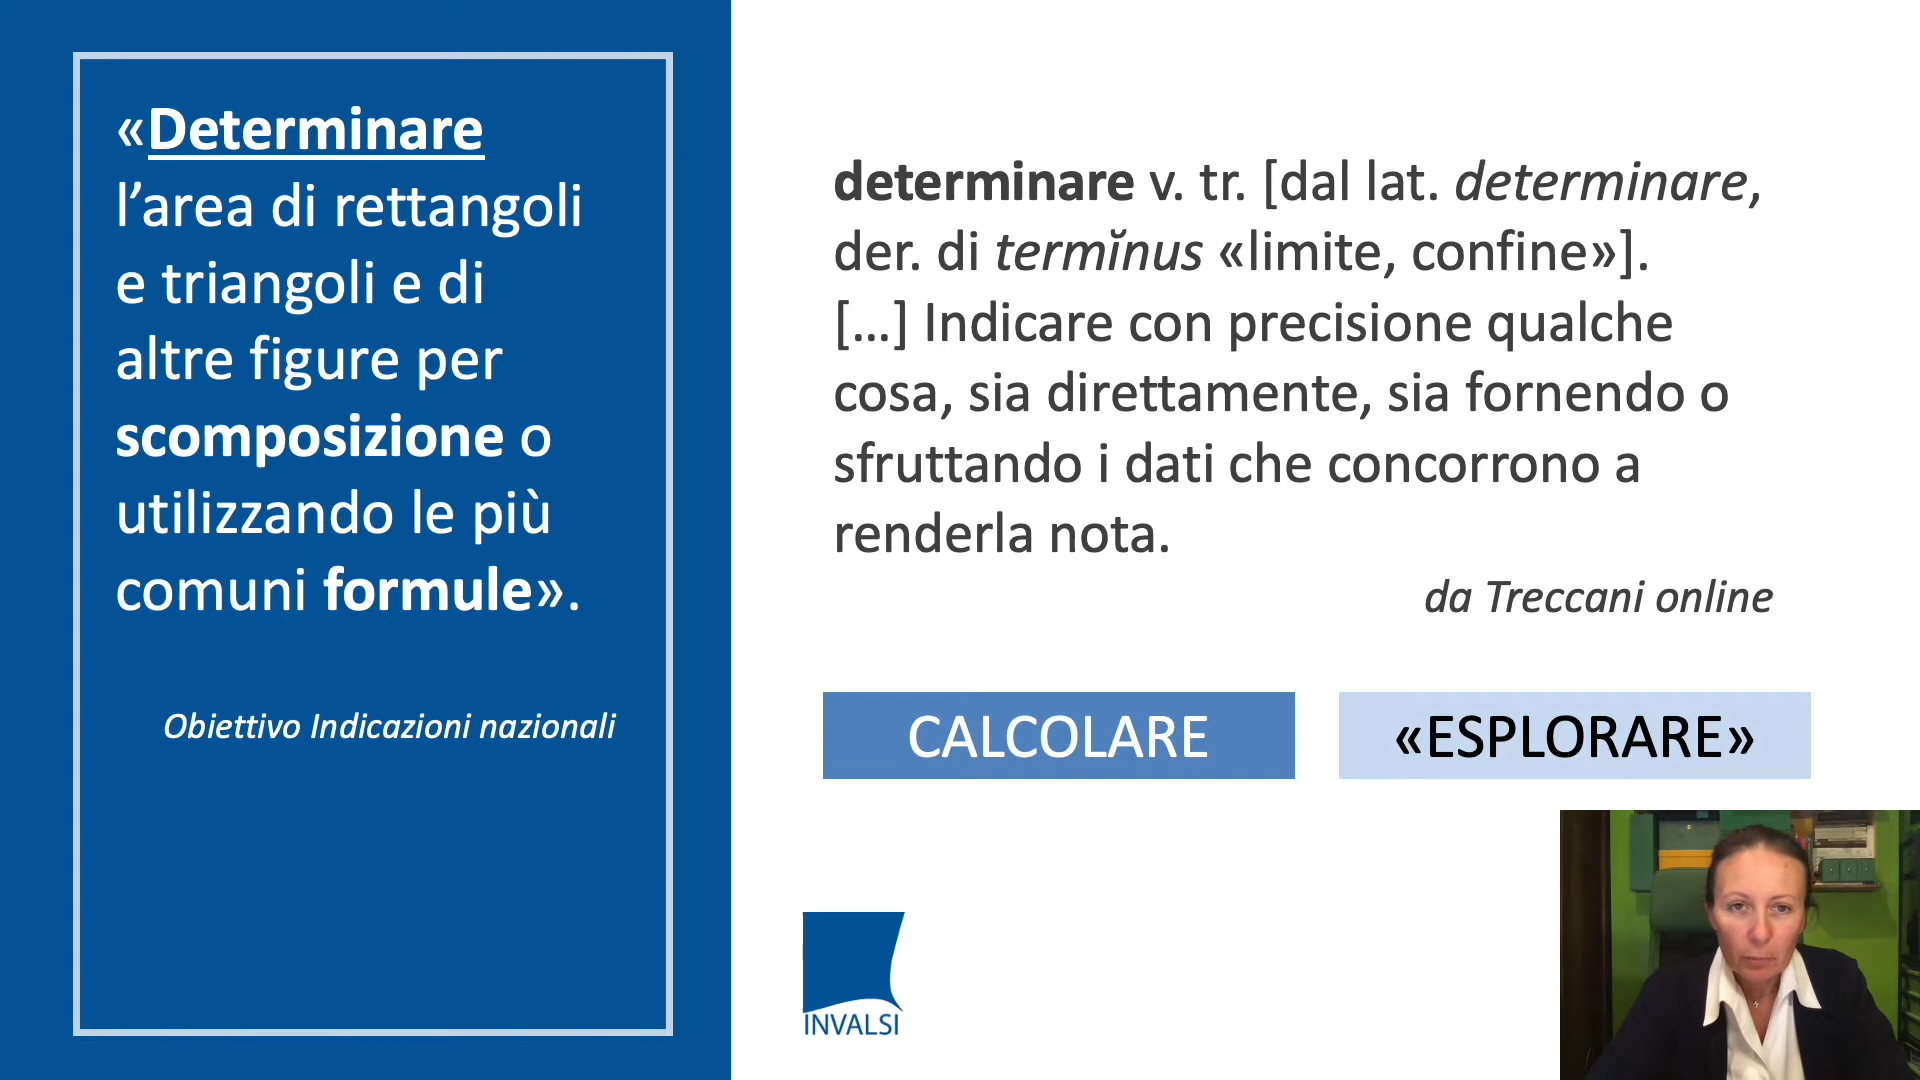 «Determinare
l’area di rettangoli
e triangoli e di
altre figure per
scomposizione o
utilizzando le più
comuni formule».
Obiettivo Indicazioni nazionali
determinare v. tr. [dal lat. determinare,
der. di termĭnus «limite, confine»].
[…] Indicare con precisione qualche
cosa, sia direttamente, sia fornendo o
sfruttando i dati che concorrono a
renderla nota.
da Treccani online
CALCOLARE
«ESPLORARE»
INVALSI